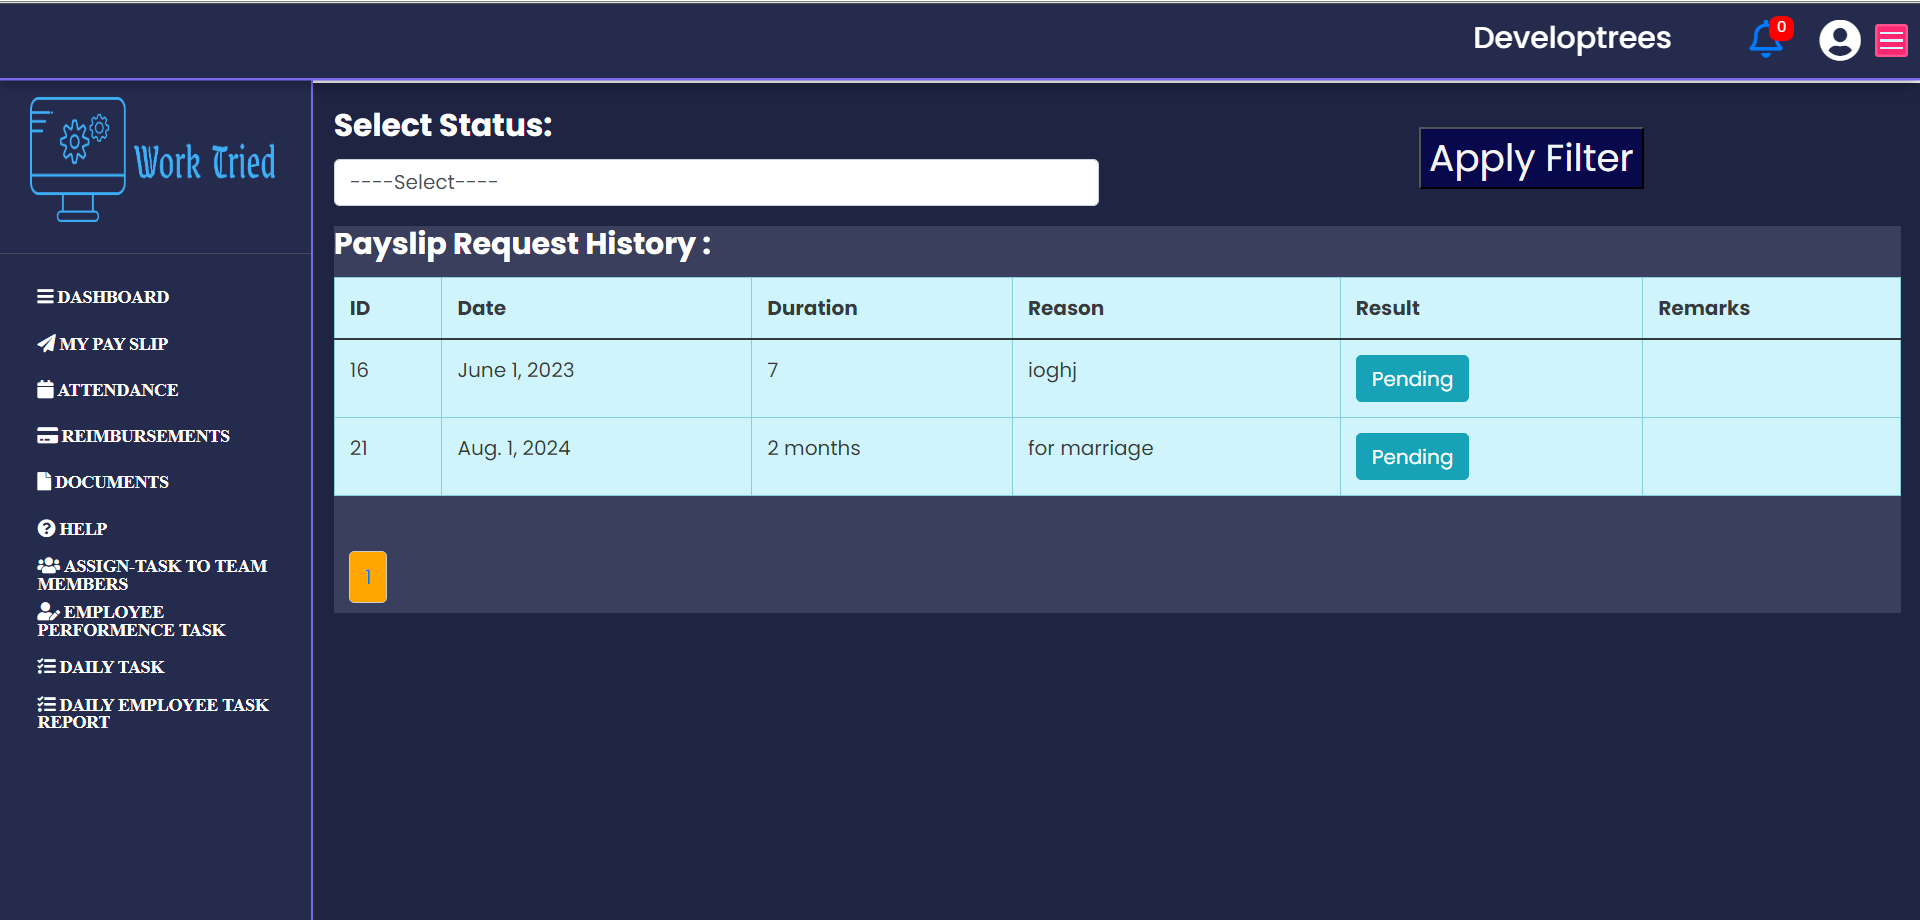 Developtrees
0
Work Tried
DASHBOARD
MY PAY SLIP
ATTENDANCE
REIMBURSEMENTS
DOCUMENTS
HELP
ASSIGN-TASK TO TEAM
MEMBERS
EMPLOYEE
PERFORMENCE TASK
DAILY TASK
DAILY EMPLOYEE TASK
REPORT
Select Status:
Apply Filter
----Select----
Payslip Request History :
ID Date Duration Reason Result Remarks
16 June 1, 2023 7 ioghj Pending
21 Aug. 1, 2024 2 months for marriage Pending
1